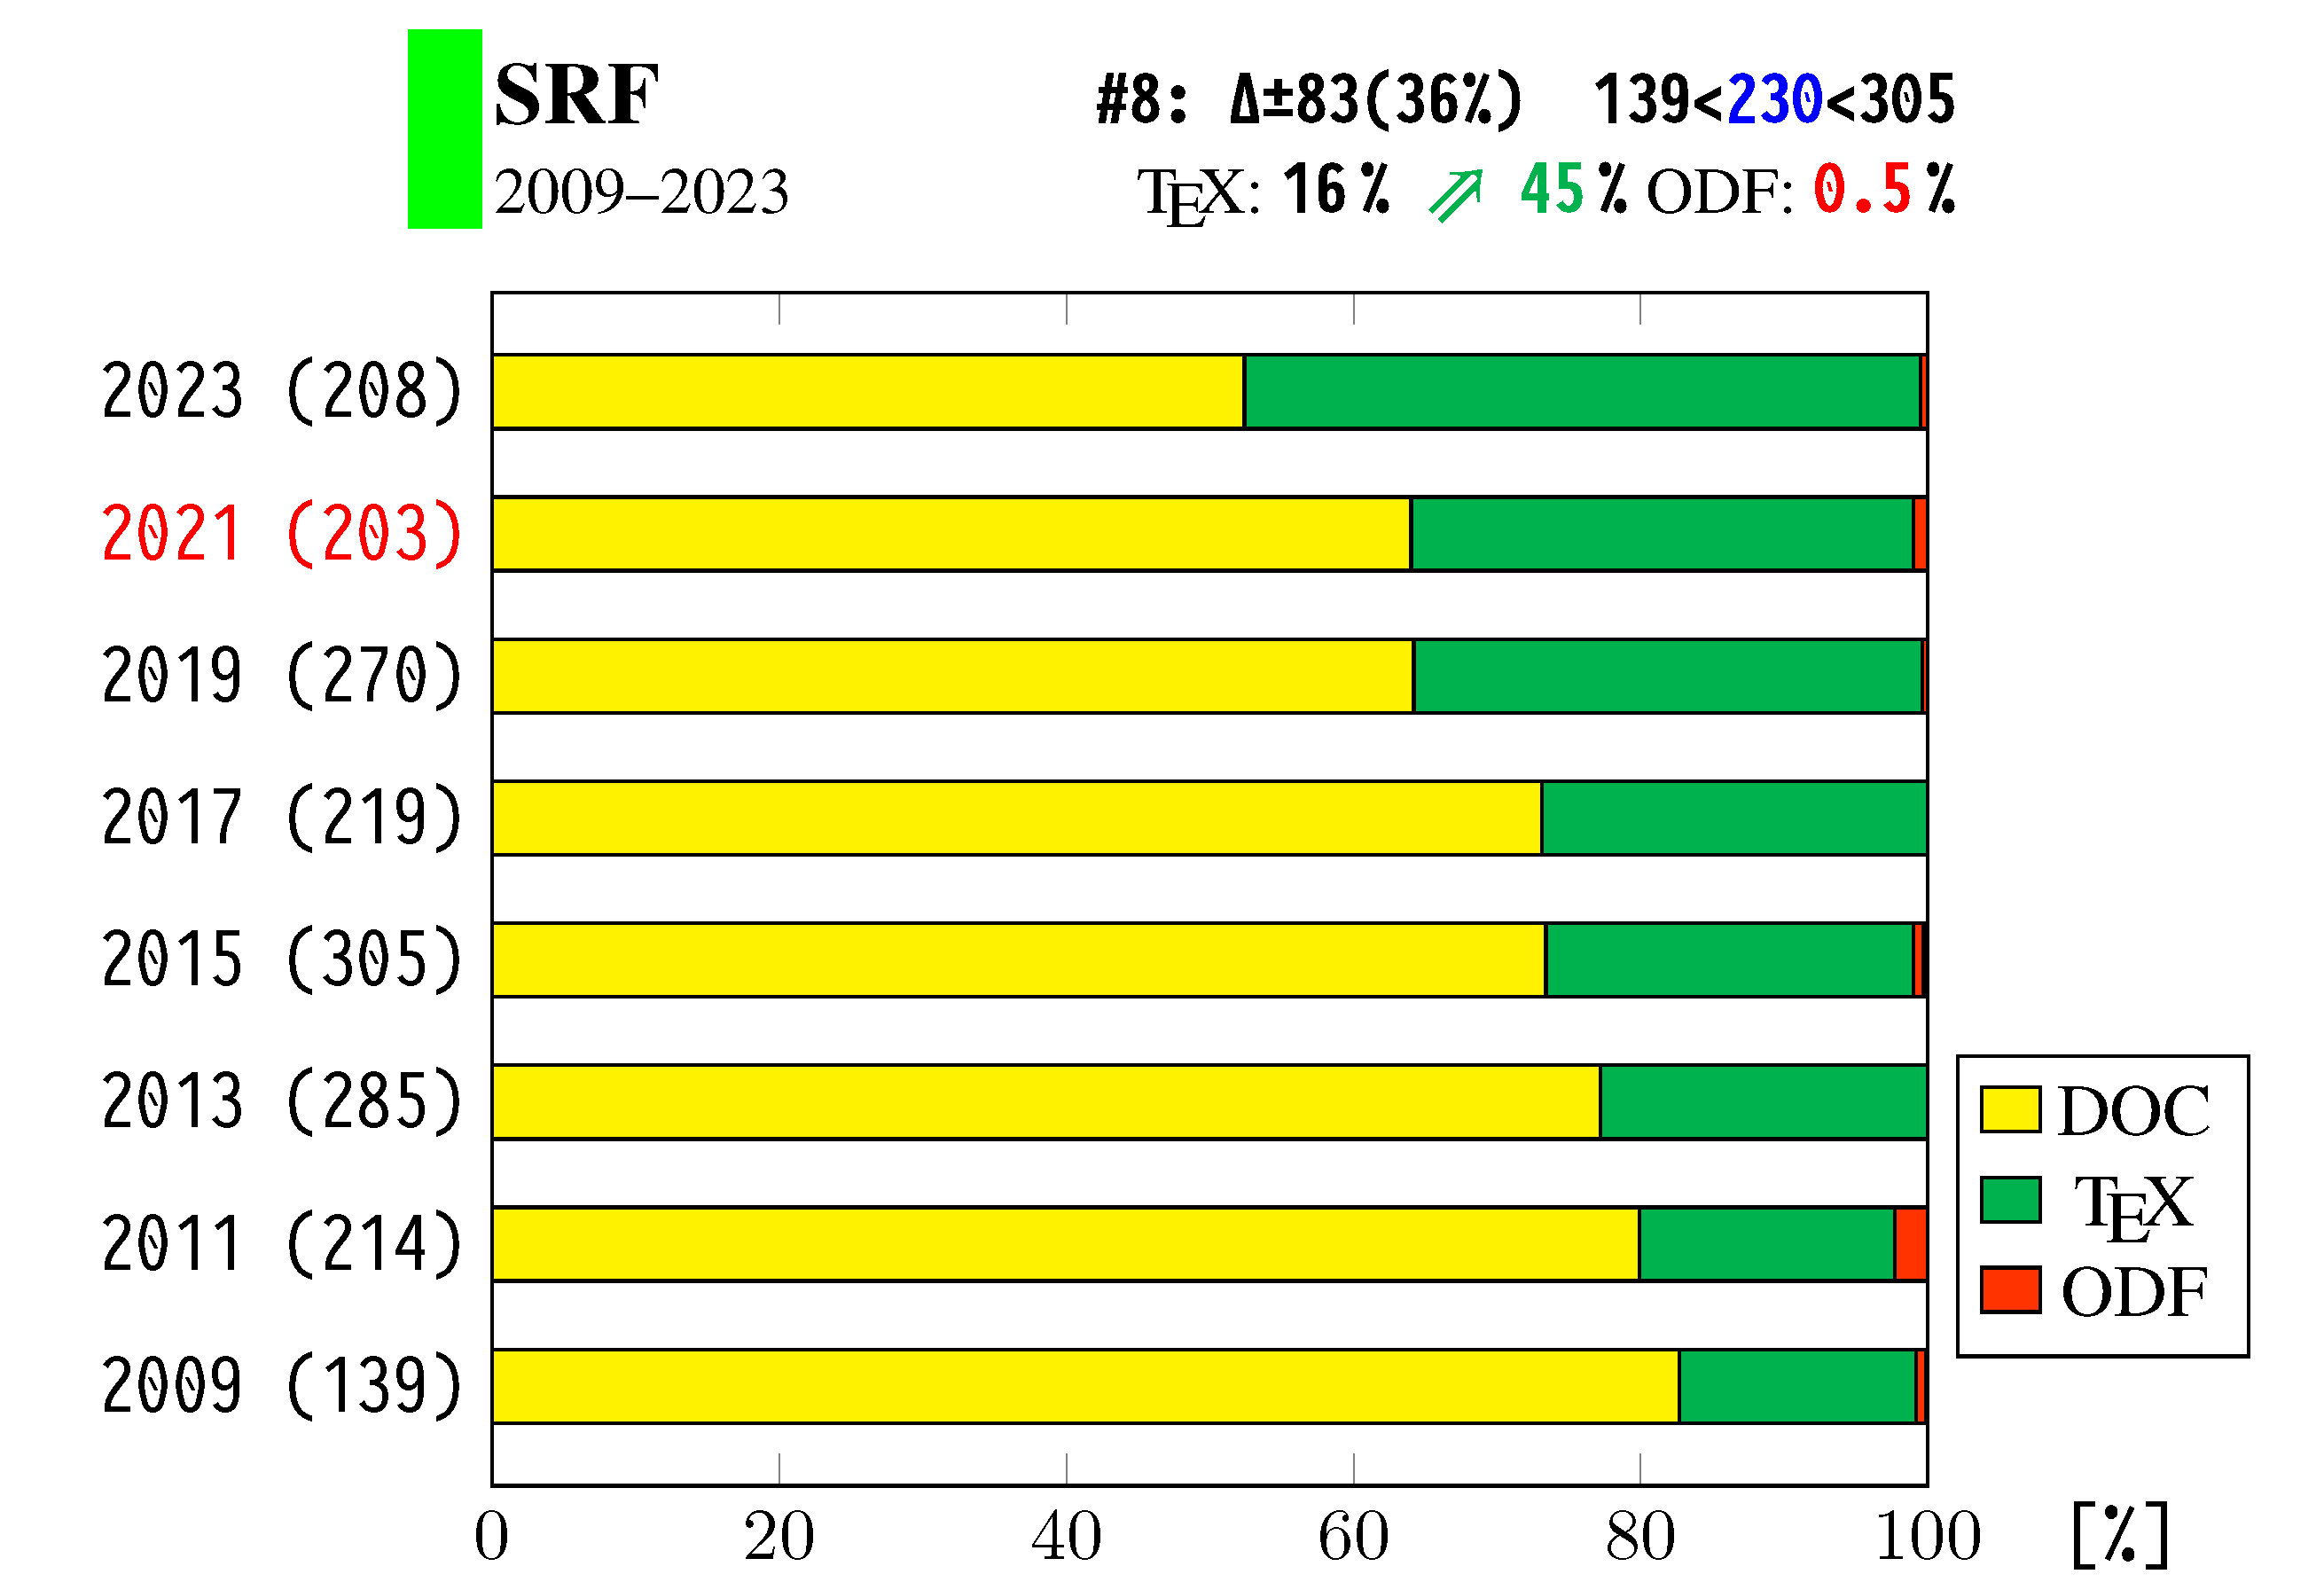 SRF
#8: Δ±83(36%) 139<230<305
2009–2023
TEX: 16% ⇗ 45% ODF: 0.5%
2023 (208)
2021 (203)
2019 (270)
2017 (219)
2015 (305)
2013 (285)
2011 (214)
2009 (139)
DOC
TEX
ODF
0 20 40 60 80 100 [%]